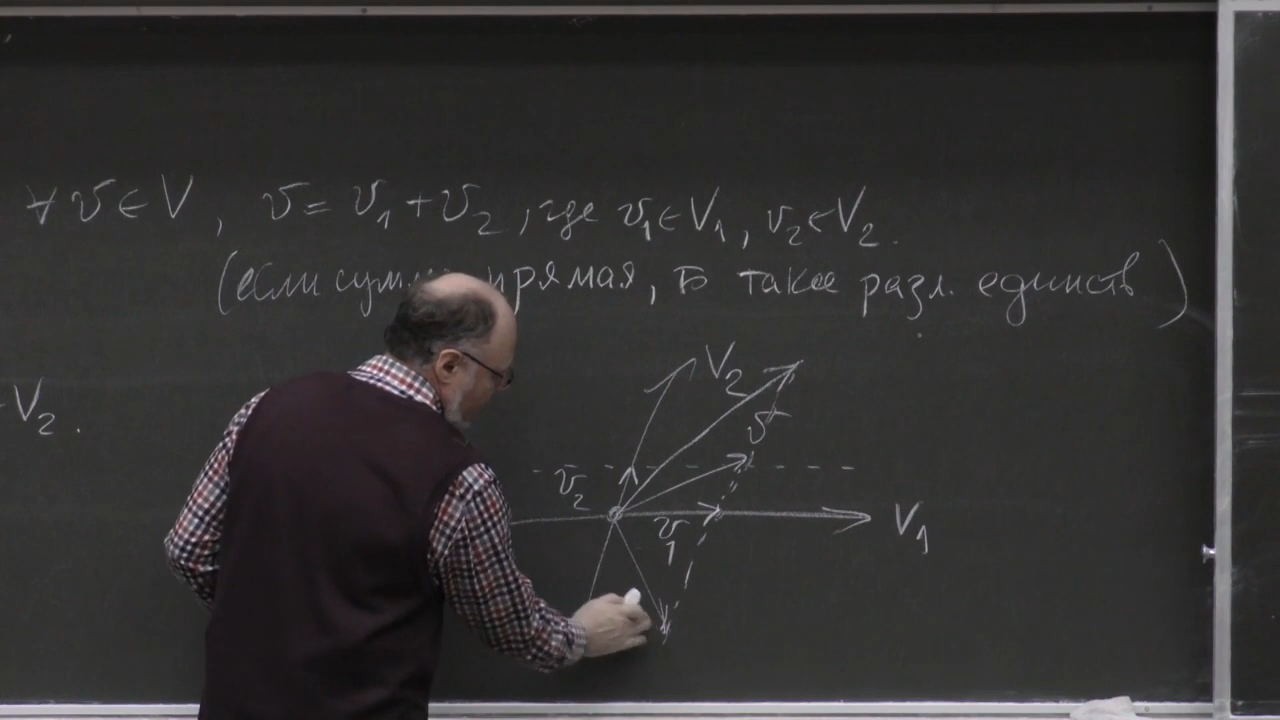 ∀ v ∈ V , v = v₁ + v₂ , где v₁ ∈ V₁ , v₂ ∈ V₂ .
(если сумм прямая, то такое разл. единств)
V₂
V₂ .
v
v₂
v₁
V₁